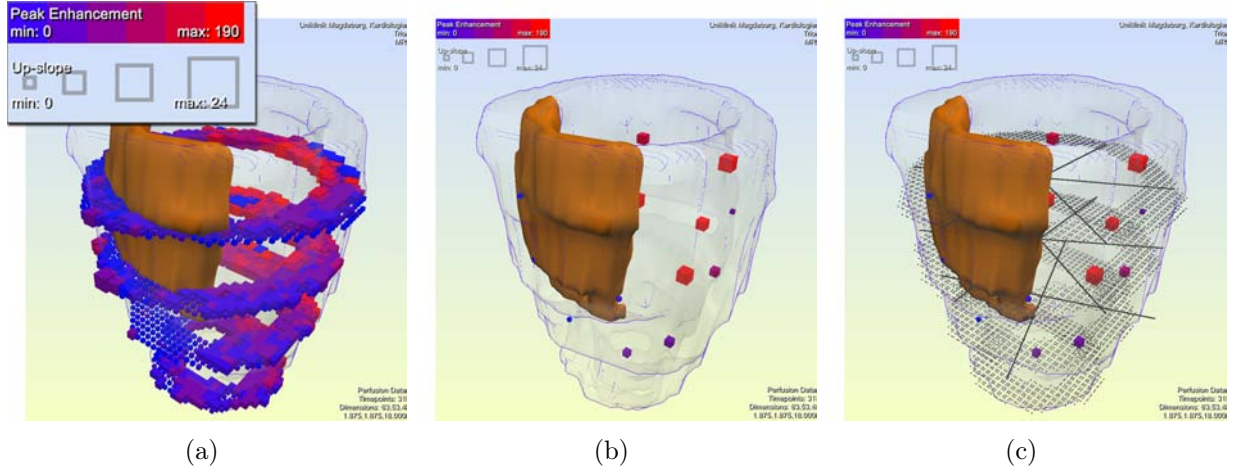 Peak Enhancement
min: 0 max: 190
Up-slope
min: 0 max: 24
Peak Enhancement
min: 0 max: 190
Up-slope
min: 0 max: 24
Uniklinik Magdeburg, Kardiologie
Perfusion Data
Timepoints: 31
Peak Enhancement
min: 0 max: 190
Up-slope
min: 0 max: 24
Uniklinik Magdeburg, Kardiologie
Perfusion Data
Timepoints: 31
Uniklinik Magdeburg, Kardiologie
Perfusion Data
Timepoints: 31
(a) (b) (c)